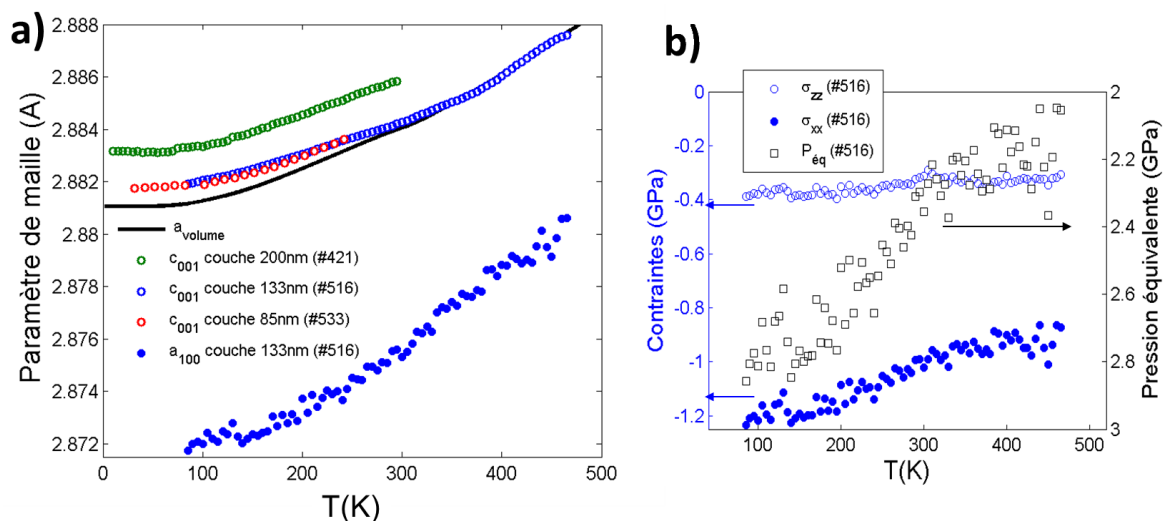 a)
2.888
2.886
2.884
2.882
2.88
2.878
2.876
2.874
2.872
Paramètre de maille (A)
a_volume
c_001 couche 200nm (#421)
c_001 couche 133nm (#516)
c_001 couche 85nm (#533)
a_100 couche 133nm (#516)
0 100 200 300 400 500
T(K)
b)
σ_zz (#516)
σ_xx (#516)
P_éq (#516)
0
-0.2
-0.4
-0.6
-0.8
-1
-1.2
Contraintes (GPa)
2
2.2
2.4
2.6
2.8
3
Pression équivalente (GPa)
100 200 300 400 500
T(K)